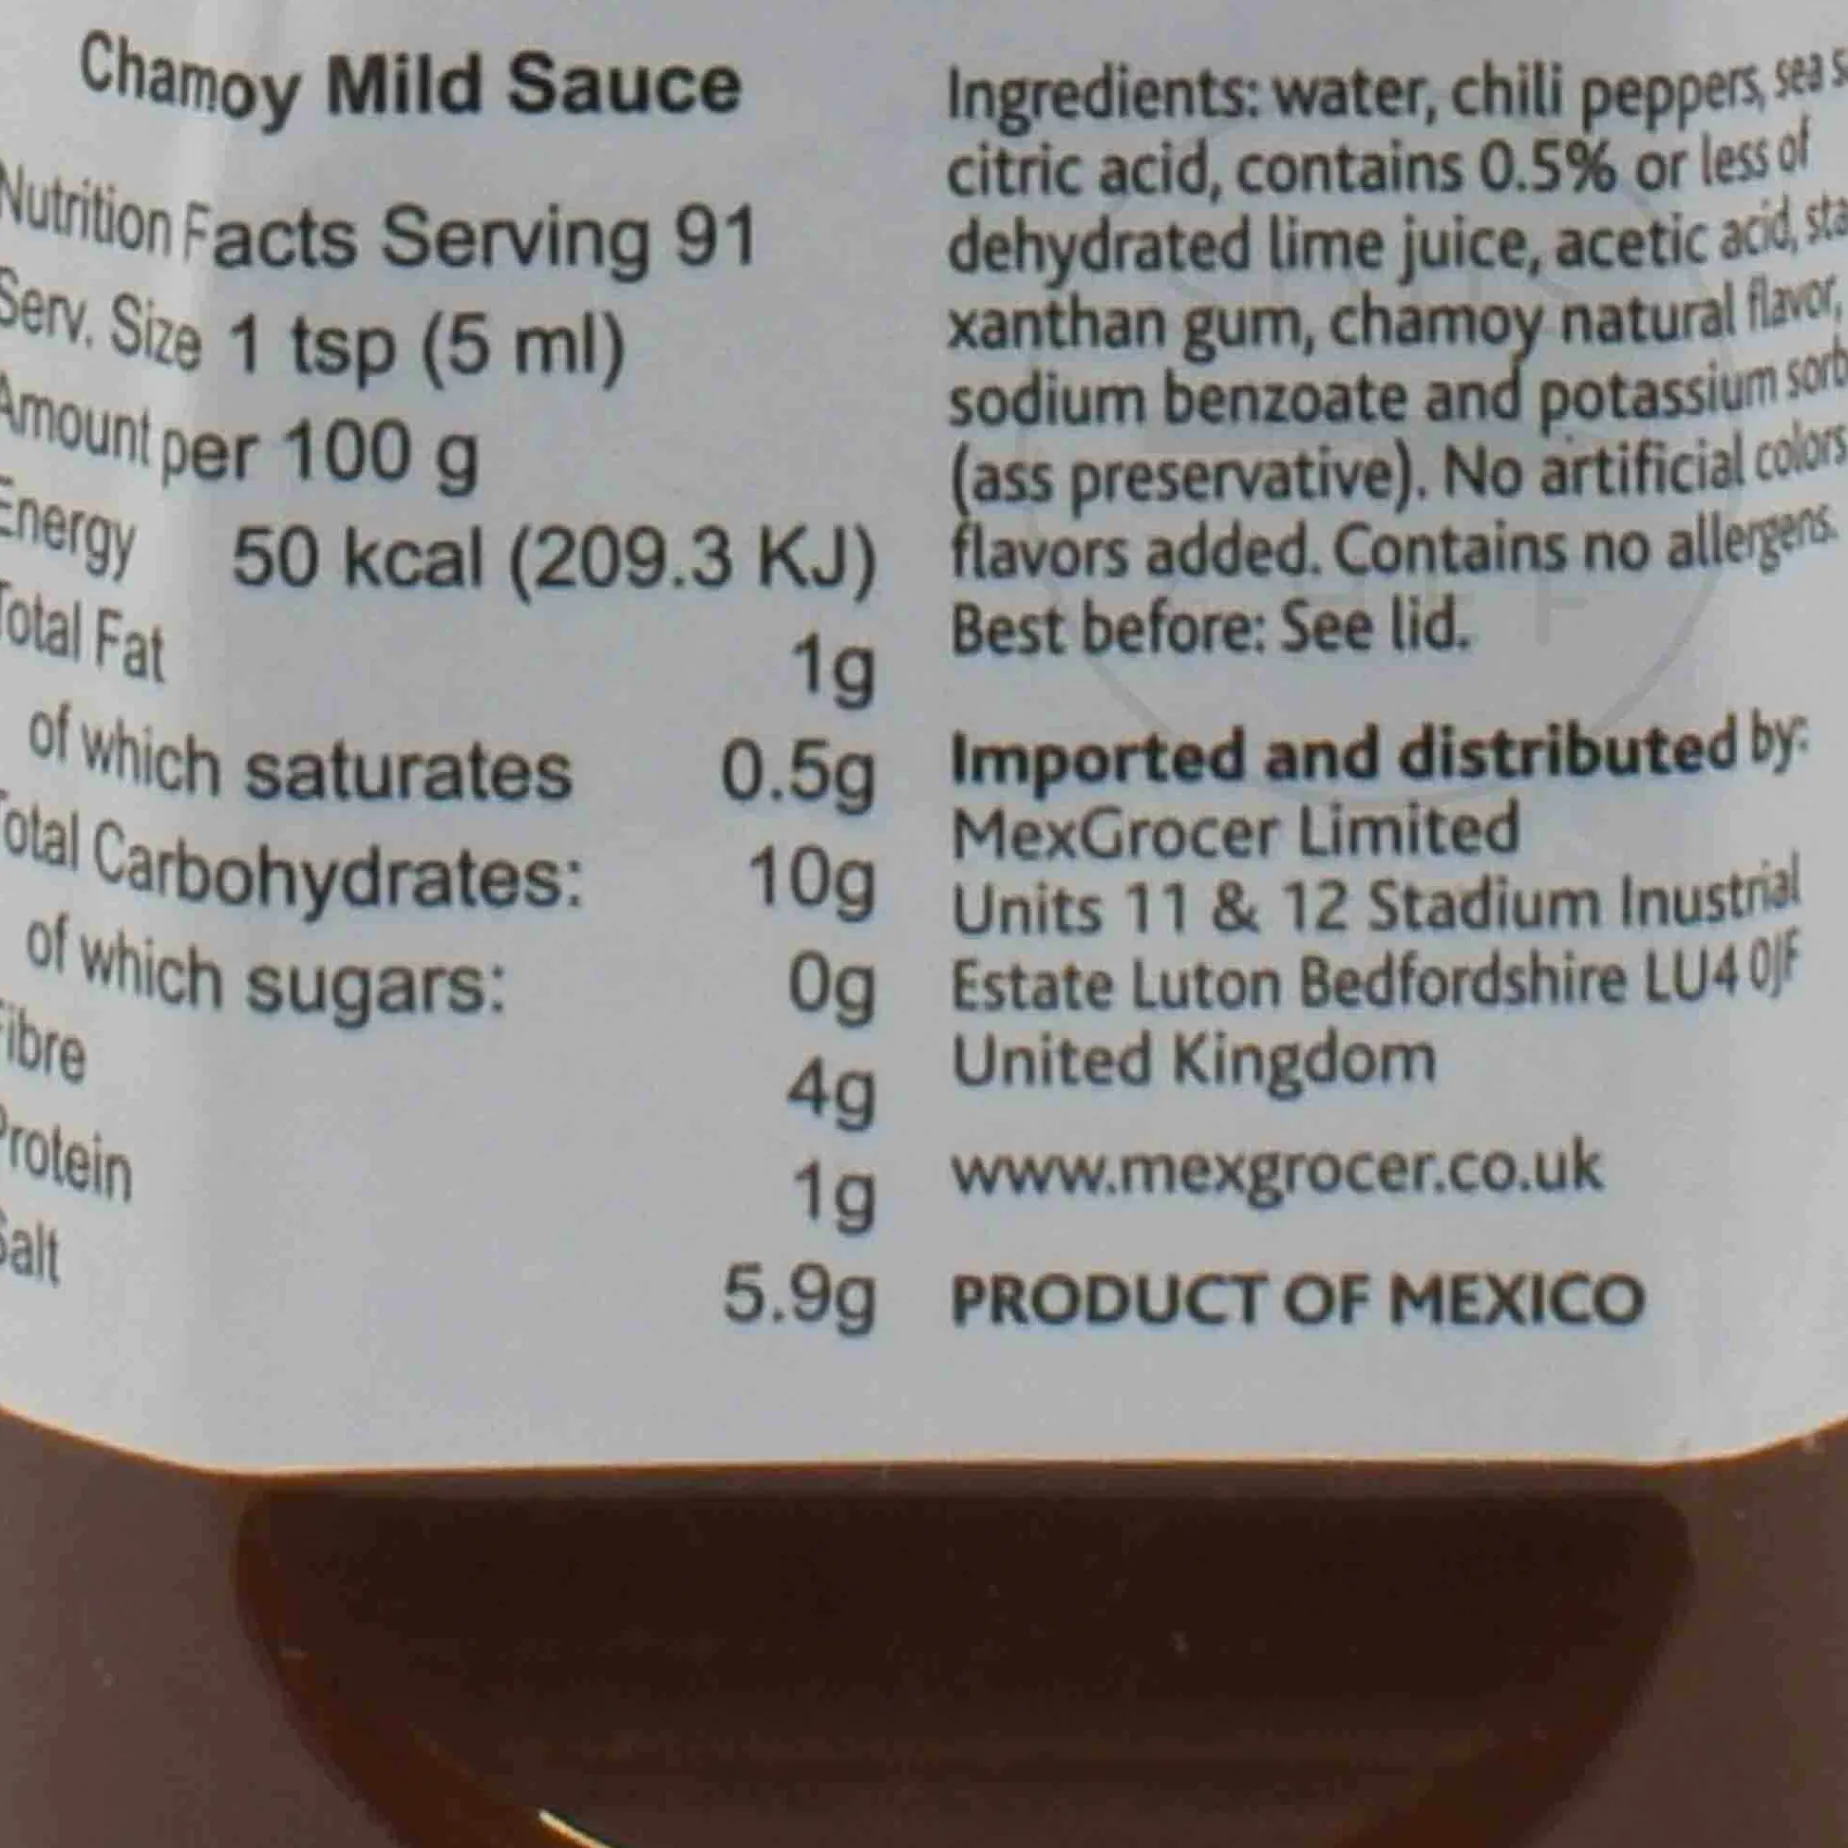 Chamoy Mild Sauce
Nutrition Facts Serving 91
Serv. Size 1 tsp (5 ml)
Amount per 100 g
Energy 50 kcal (209.3 KJ)
Total Fat 1g
of which saturates 0.5g
Total Carbohydrates: 10g
of which sugars: 0g
Fibre 4g
Protein 1g
Salt 5.9g
Ingredients: water, chili peppers, sea
citric acid, contains 0.5% or less of
dehydrated lime juice, acetic acid,
xanthan gum, chamoy natural flavor,
sodium benzoate and potassium
(ass preservative). No artificial colors
flavors added. Contains no allergens.
Best before: See lid.
Imported and distributed by:
MexGrocer Limited
Units 11 & 12 Stadium Inustrial
Estate Luton Bedfordshire LU4 0JF
United Kingdom
www.mexgrocer.co.uk
PRODUCT OF MEXICO